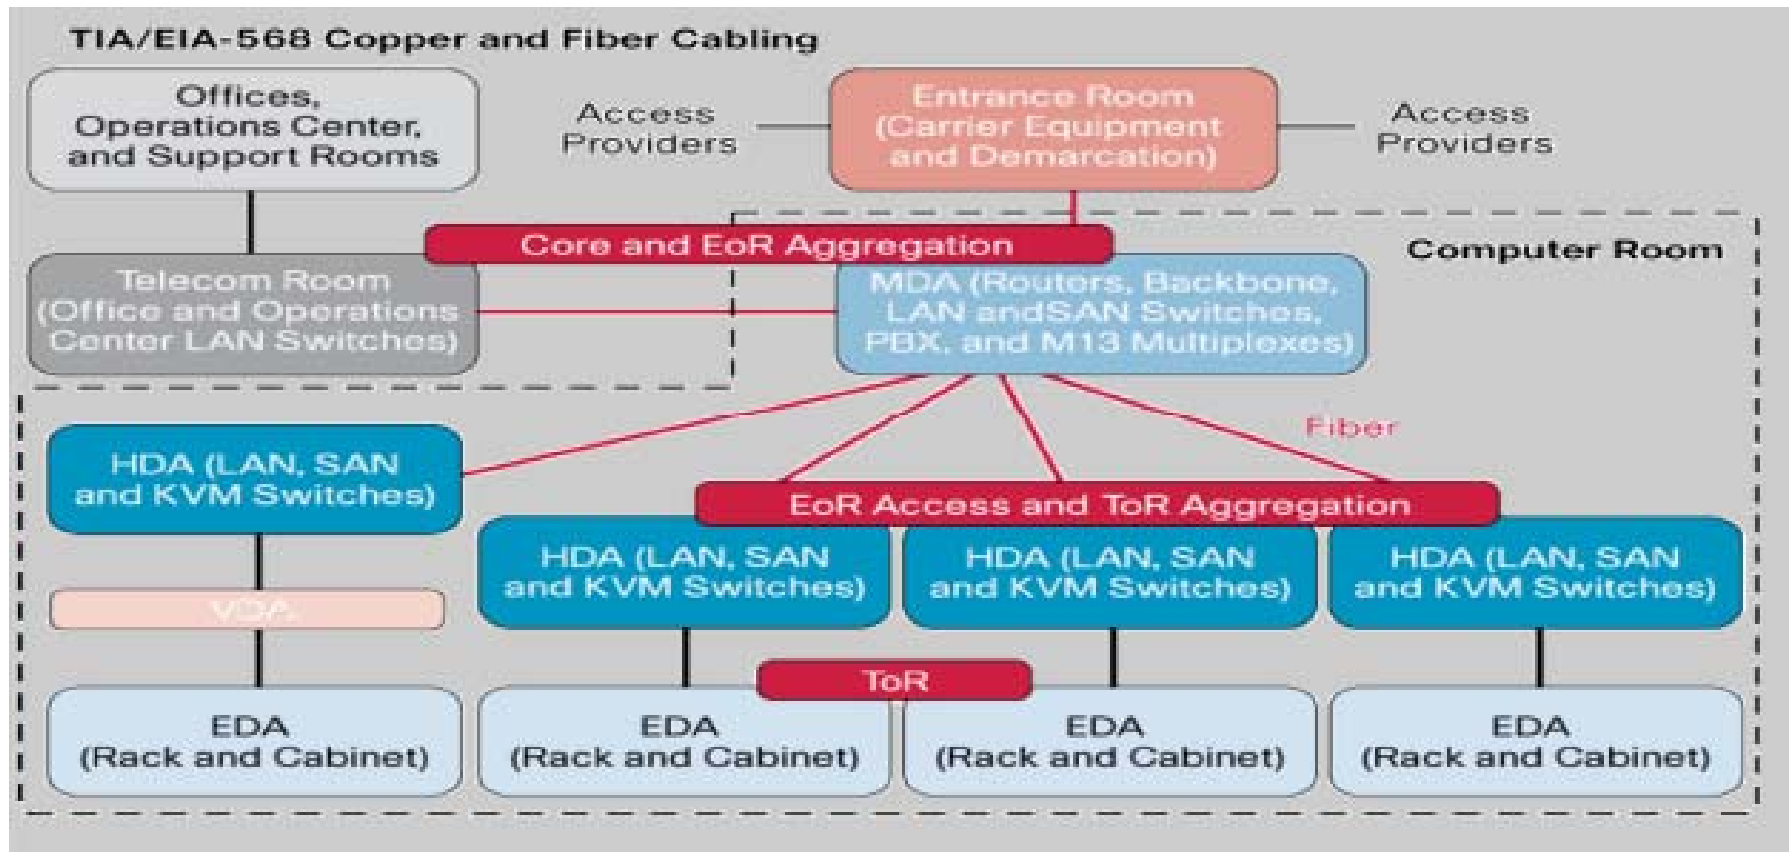 TIA/EIA-568 Copper and Fiber Cabling
Offices,
Operations Center,
and Support Rooms
Access
Providers
Entrance Room
(Carrier Equipment
and Demarcation)
Access
Providers
Core and EoR Aggregation
Computer Room
Telecom Room
(Office and Operations
Center LAN Switches)
MDA (Routers, Backbone,
LAN andSAN Switches,
PBX, and M13 Multiplexes)
Fiber
HDA (LAN, SAN
and KVM Switches)
EoR Access and ToR Aggregation
HDA (LAN, SAN
and KVM Switches)
HDA (LAN, SAN
and KVM Switches)
HDA (LAN, SAN
and KVM Switches)
VDA
ToR
EDA
(Rack and Cabinet)
EDA
(Rack and Cabinet)
EDA
(Rack and Cabinet)
EDA
(Rack and Cabinet)